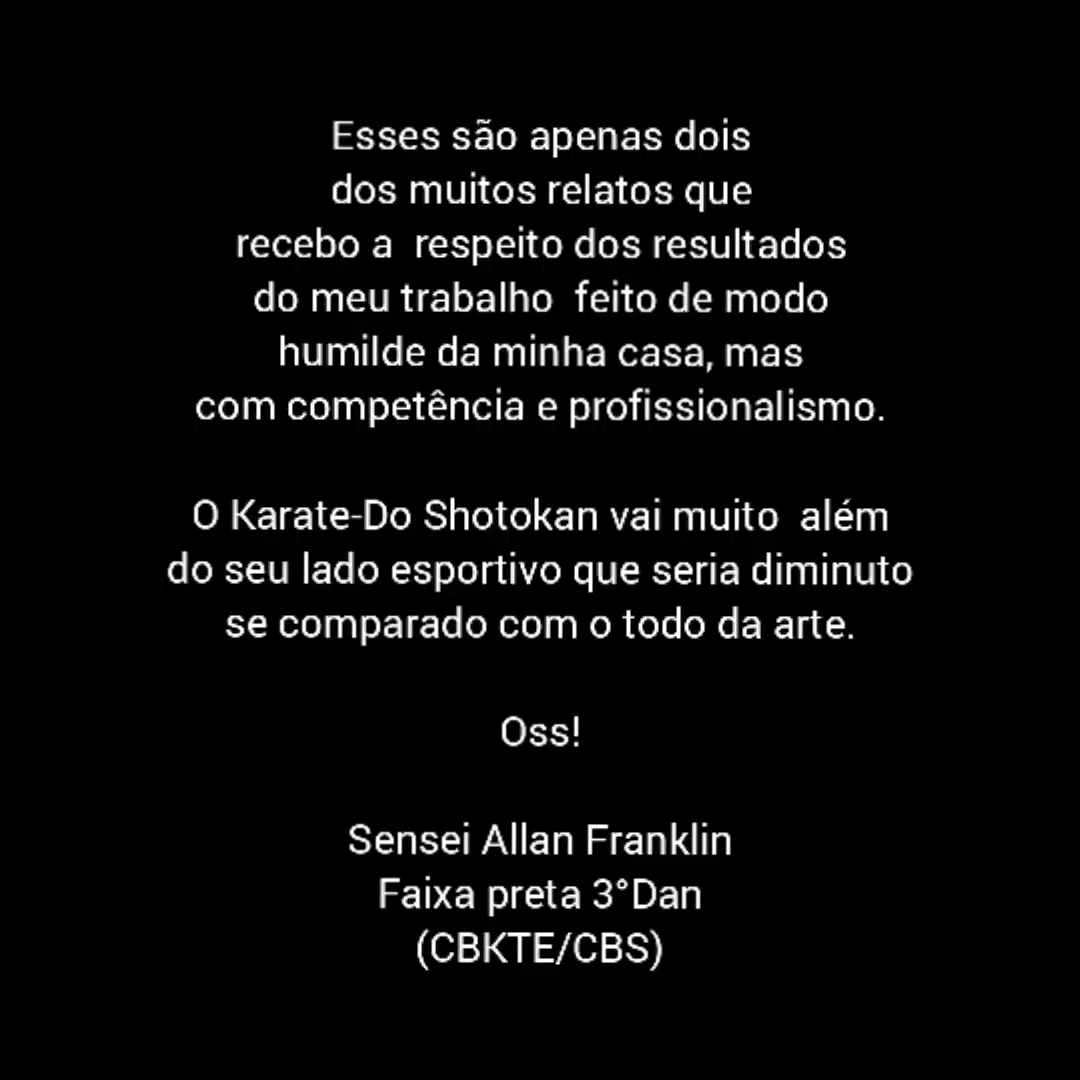 Esses são apenas dois
dos muitos relatos que
recebo a  respeito dos resultados
do meu trabalho  feito de modo
humilde da minha casa, mas
com competência e profissionalismo.
O Karate-Do Shotokan vai muito  além
do seu lado esportivo que seria diminuto
se comparado com o todo da arte.
Oss!
Sensei Allan Franklin
Faixa preta 3°Dan
(CBKTE/CBS)